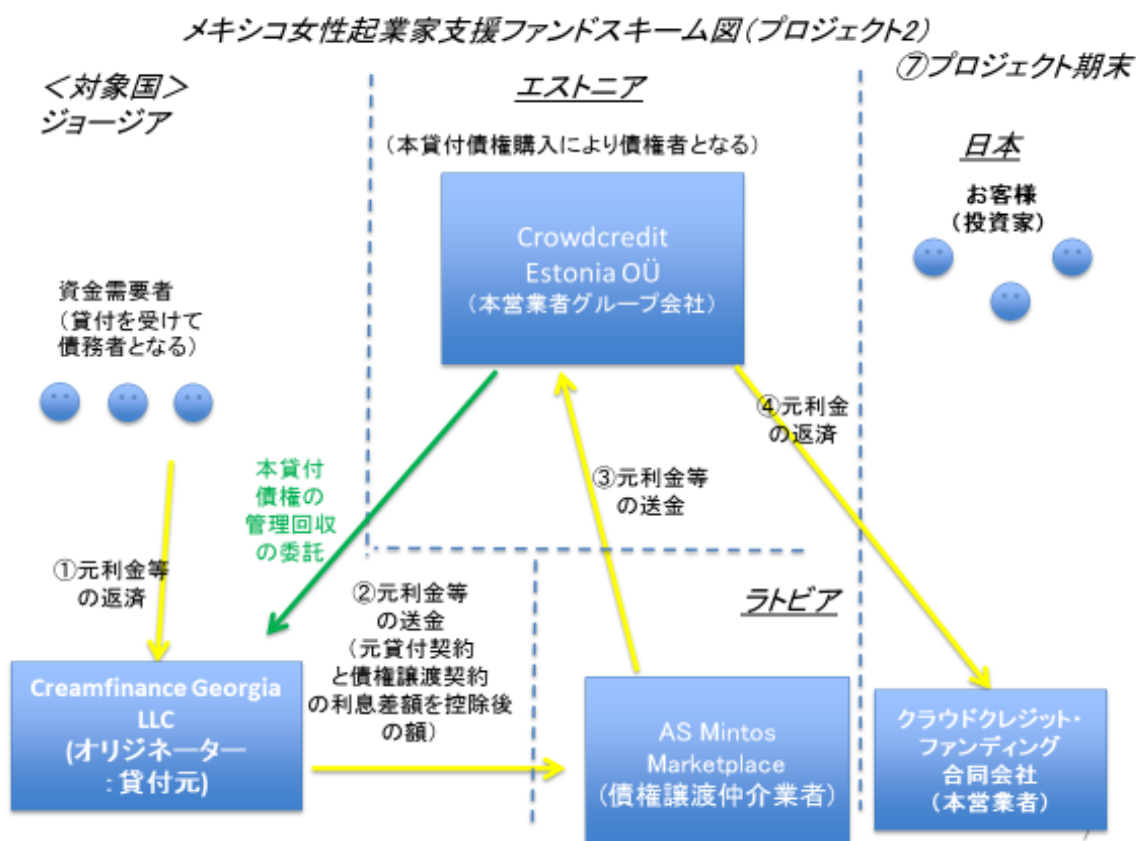 メキシコ女性起業家支援ファンドスキーム図(プロジェクト2)
⑦プロジェクト期末
＜対象国＞
ジョージア
エストニア
(本貸付債権購入により債権者となる)
日本
お客様
(投資家)
Crowdcredit
Estonia OÜ
(本営業者グループ会社)
資金需要者
(貸付を受けて
債務者となる)
④元利金
の返済
本貸付
債権の
管理回収
の委託
③元利金等
の送金
①元利金等
の返済
②元利金等
の送金
(元貸付契約
と債権譲渡契約
の利息差額を控除後
の額)
ラトビア
Creamfinance Georgia
LLC
(オリジネーター
:貸付元)
AS Mintos
Marketplace
(債権譲渡仲介業者)
クラウドクレジット・
ファンディング
合同会社
(本営業者)